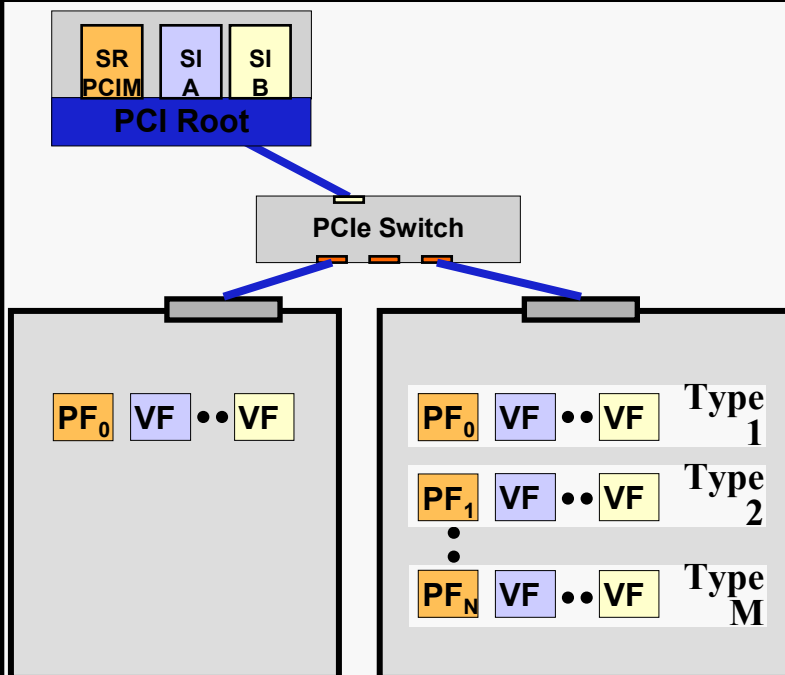 SR PCIM
SI A
SI B
PCI Root
PCIe Switch
PF0 VF VF
PF0 VF VF Type 1
PF1 VF VF Type 2
PFN VF VF Type M